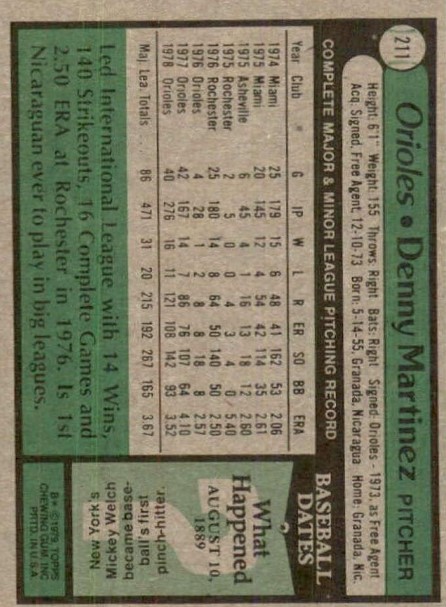 211
Orioles • Denny Martinez PITCHER
Height: 6'1" Weight: 155 Throws: Right Bats: Right Signed: Orioles - 1973, as Free Agent
Acq: Signed, Free Agent, 12-10-73 Born: 5-14-55, Granada, Nicaragua Home: Granada, Nic.
COMPLETE MAJOR & MINOR LEAGUE PITCHING RECORD
Year Club G IP W L R ER SO BB ERA
1974 Miami 25 179 15 6 48 41 162 53 2.06
1975 Miami 20 145 12 4 54 42 114 35 2.61
1975 Asheville 6 45 4 1 16 13 18 12 2.60
1975 Rochester 2 5 0 0 4 3 4 0 5.40
1976 Rochester 25 180 14 8 64 50 140 50 2.50
1976 Orioles 4 28 1 2 8 8 18 8 2.57
1977 Orioles 42 167 14 7 86 76 107 64 4.10
1978 Orioles 40 276 16 11 121 108 142 93 3.52
Maj. Lea. Totals 86 471 31 20 215 192 267 165 3.67
Led International League with 14 Wins,
140 Strikeouts, 16 Complete Games and
2.50 ERA at Rochester in 1976. Is 1st
Nicaraguan ever to play in big leagues.
BASEBALL
DATES
What
Happened
AUGUST 10,
1889
?
New York's
Mickey Welch
became base-
ball's first
pinch-hitter.
B* © 1979 TOPPS
CHEWING GUM, INC.
PRTD. IN U.S.A.